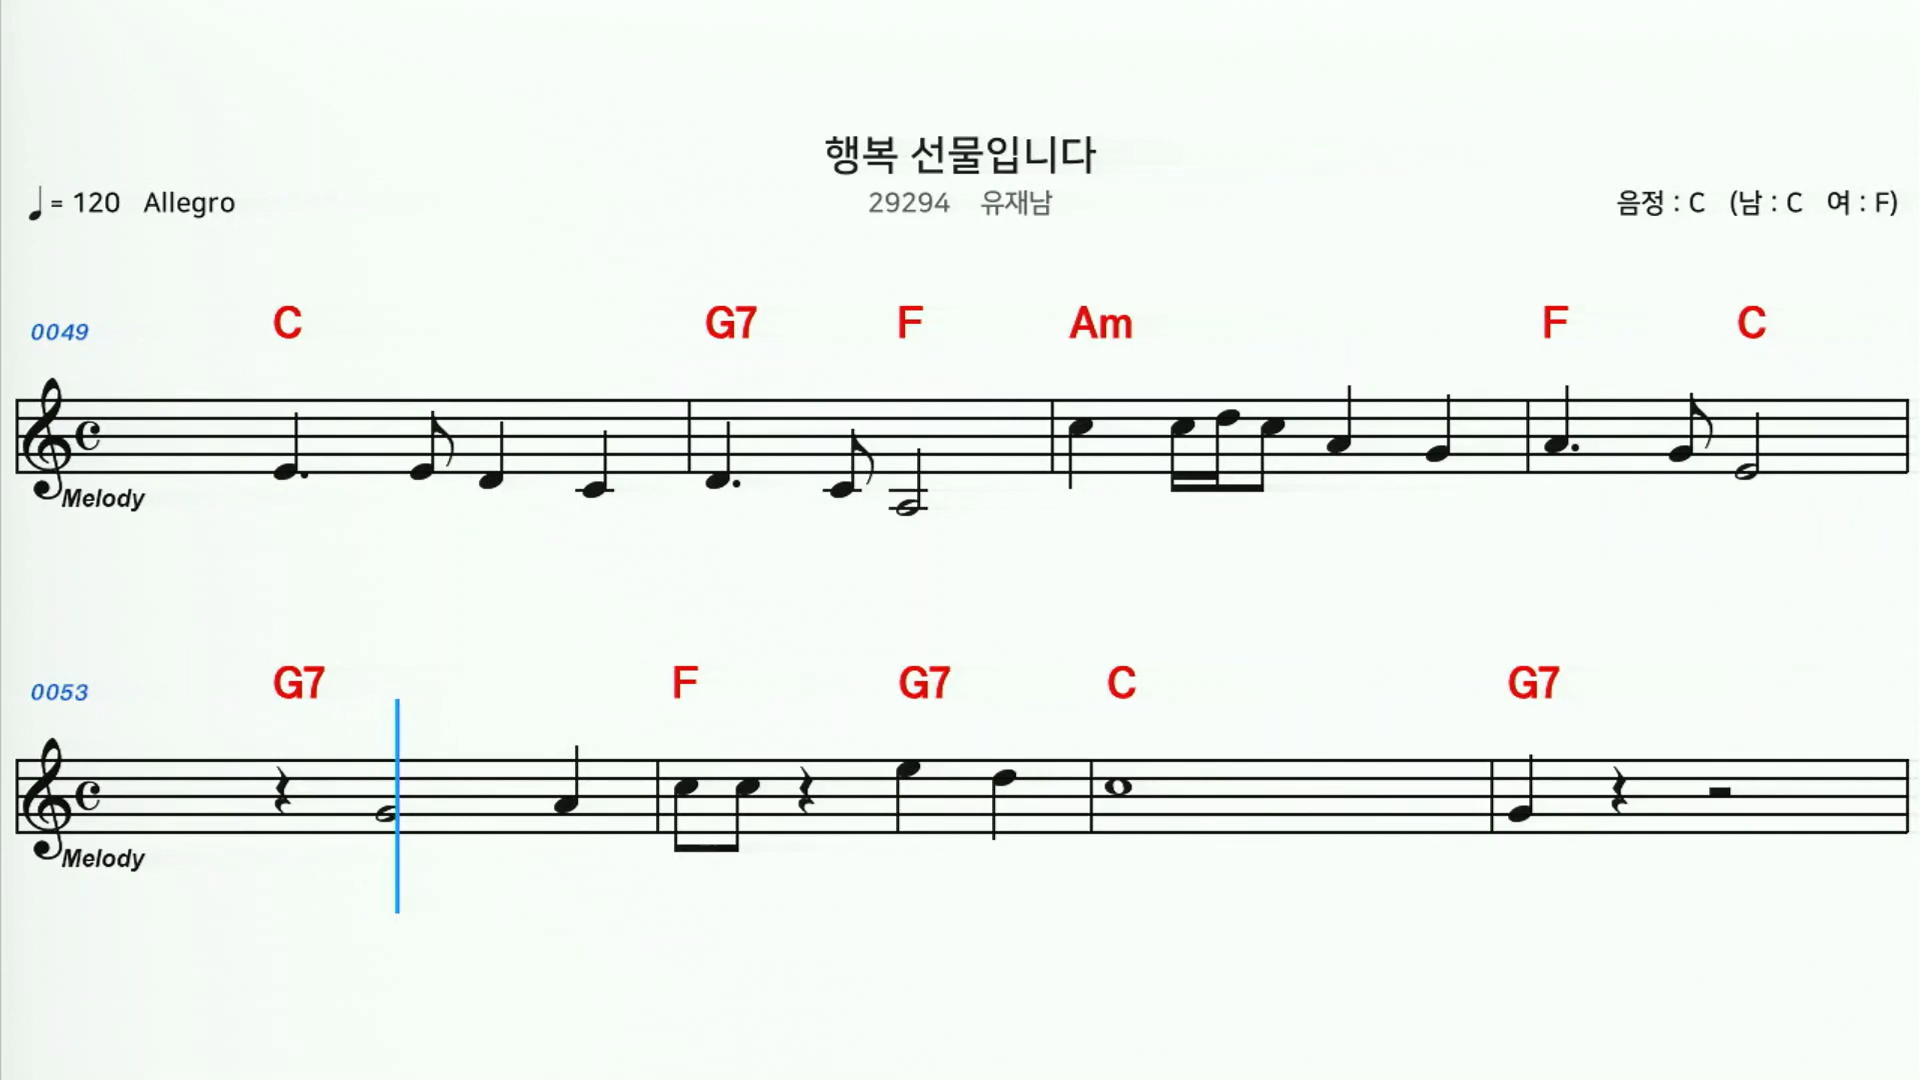 행복 선물입니다
♩= 120 Allegro
29294 유재남
음정 : C (남 : C 여 : F)
0049
C G7 F Am F C
Melody
0053
G7 F G7 C G7
Melody